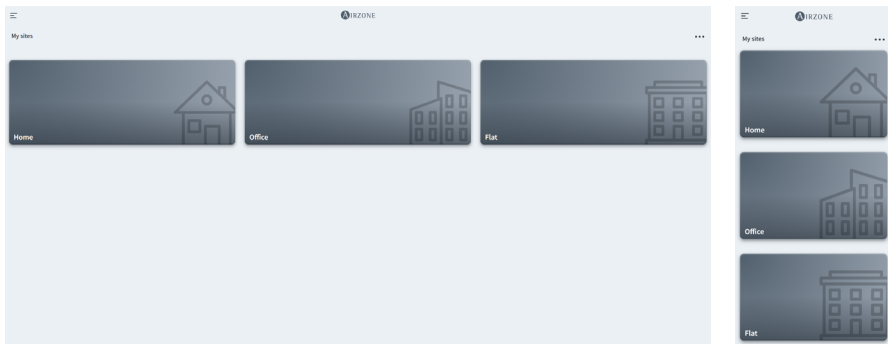 AIRZONE
My sites
Home
Office
Flat
AIRZONE
My sites
Home
Office
Flat